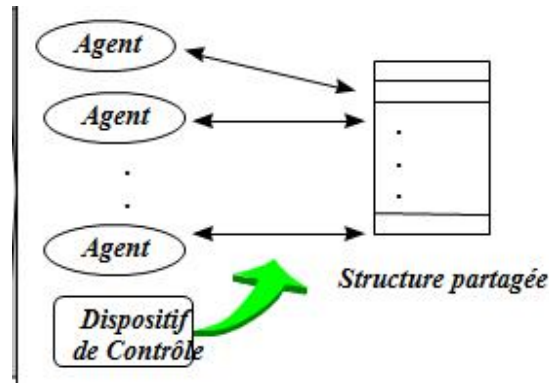 Agent
Agent
Agent
Structure partagée
Dispositif
de Contrôle